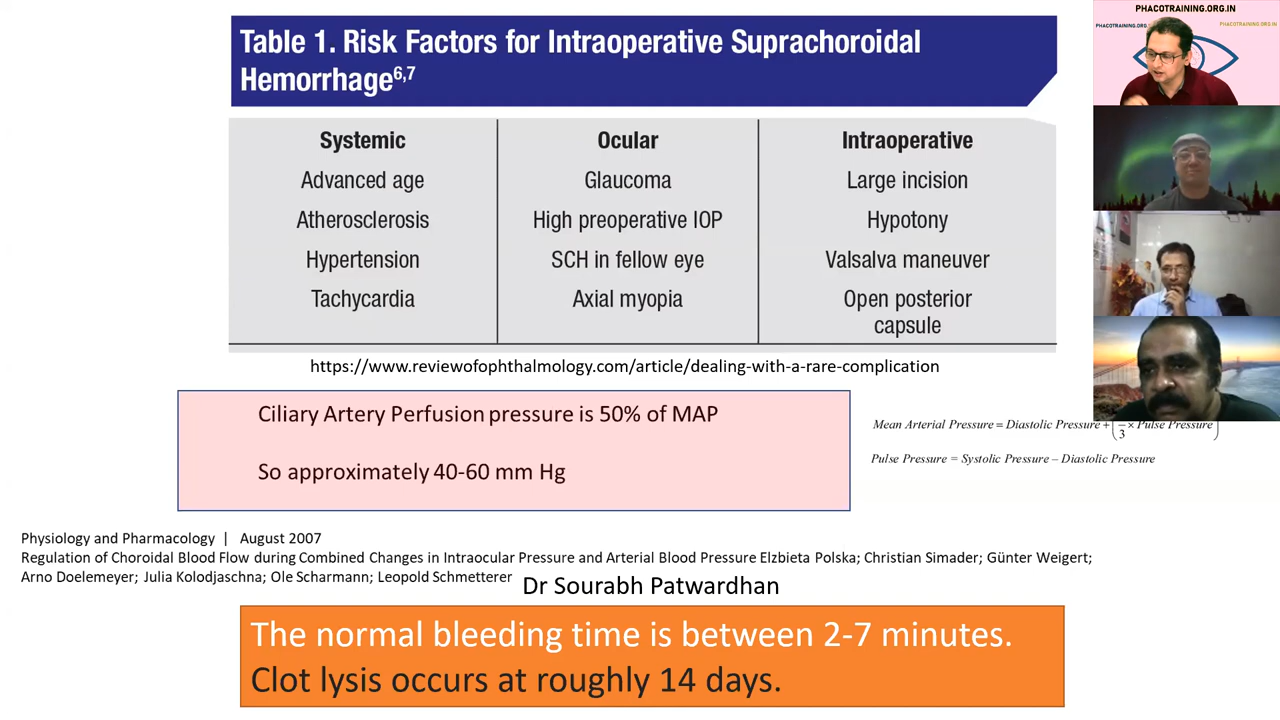 Table 1. Risk Factors for Intraoperative Suprachoroidal
Hemorrhage6,7
Systemic
Advanced age
Atherosclerosis
Hypertension
Tachycardia
Ocular
Glaucoma
High preoperative IOP
SCH in fellow eye
Axial myopia
Intraoperative
Large incision
Hypotony
Valsalva maneuver
Open posterior
capsule
https://www.reviewofophthalmology.com/article/dealing-with-a-rare-complication
Ciliary Artery Perfusion pressure is 50% of MAP
So approximately 40-60 mm Hg
Mean Arterial Pressure = Diastolic Pressure + (1/3 × Pulse Pressure)
Pulse Pressure = Systolic Pressure – Diastolic Pressure
Physiology and Pharmacology | August 2007
Regulation of Choroidal Blood Flow during Combined Changes in Intraocular Pressure and Arterial Blood Pressure Elzbieta Polska; Christian Simader; Günter Weigert;
Arno Doelemeyer; Julia Kolodjaschna; Ole Scharmann; Leopold Schmetterer
Dr Sourabh Patwardhan
The normal bleeding time is between 2-7 minutes.
Clot lysis occurs at roughly 14 days.
PHACOTRAINING.ORG.IN
PHACOTRAINING.ORG.
PHACOTRAINING.ORG.IN